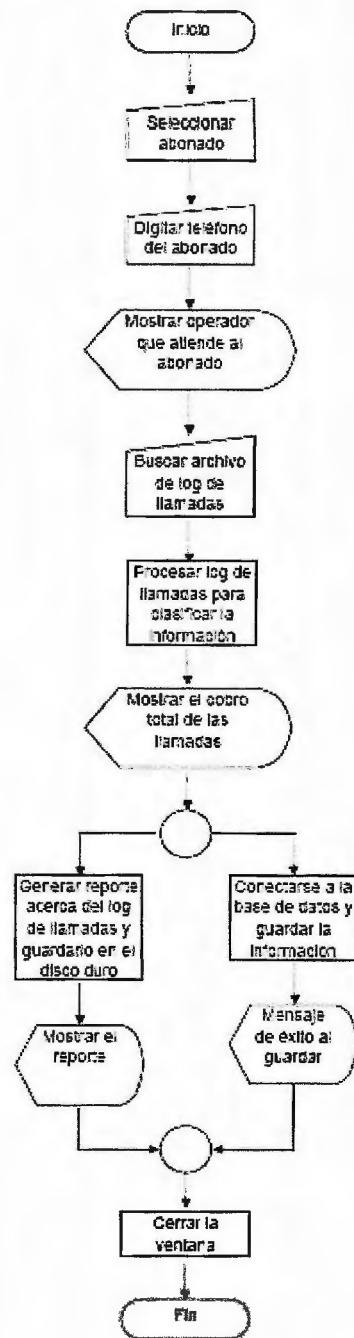 Inicio
Seleccionar
abonado
Digitar teléfono
del abonado
Mostrar operador
que atiende al
abonado
Buscar archivo
de log de
llamadas
Procesar log de
llamadas para
clasificar la
información
Mostrar el cobro
total de las
llamadas
Generar reporte
acerca del log
de llamadas y
guardarlo en el
disco duro
Conectarse a la
base de datos y
guardar la
información
Mostrar el
reporte
Mensaje
de éxito al
guardar
Cerrar la
ventana
Fin